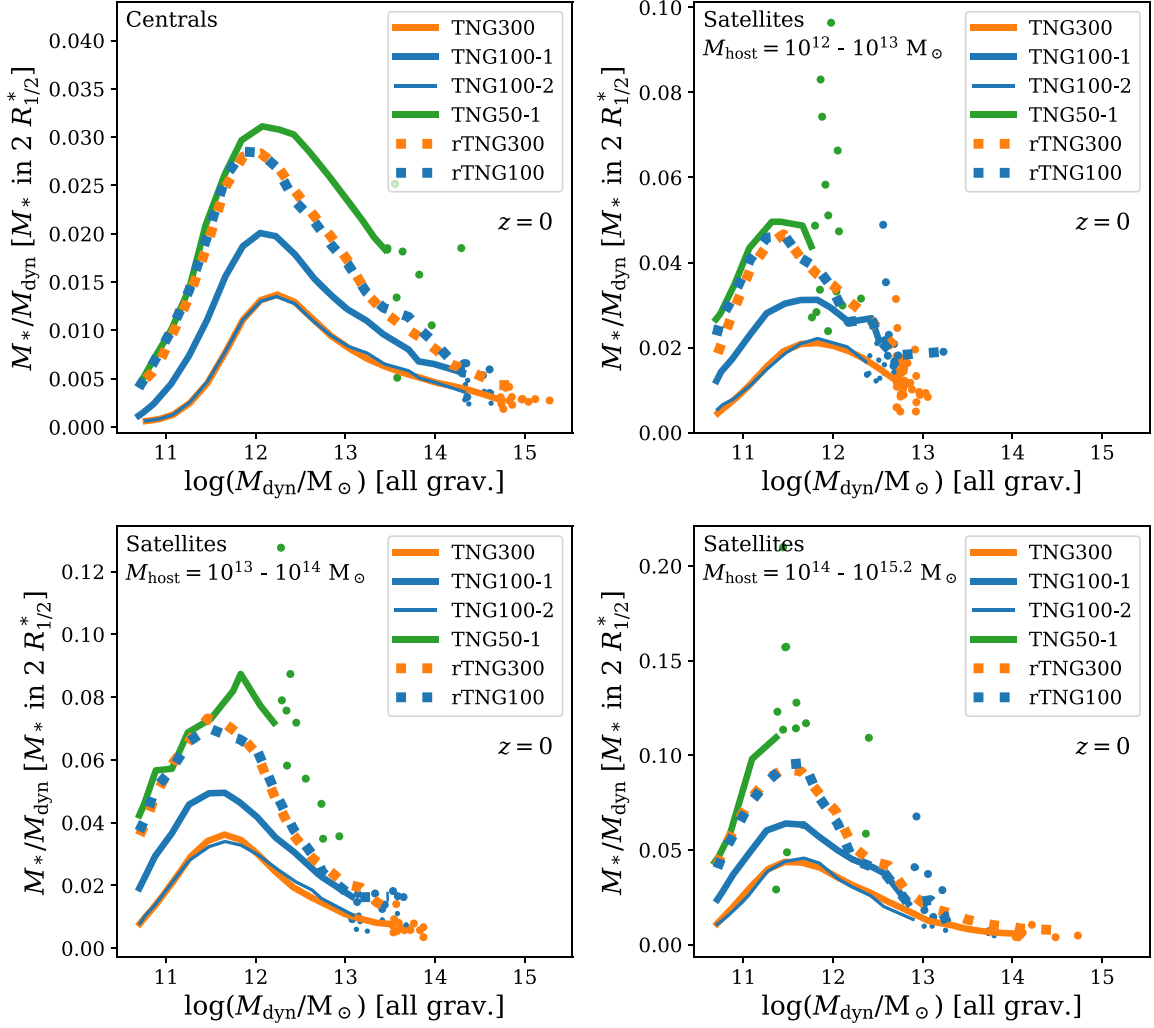 Centrals
TNG300
TNG100-1
TNG100-2
TNG50-1
rTNG300
rTNG100
z = 0
0.040
0.035
0.030
0.025
0.020
0.015
0.010
0.005
0.000
11 12 13 14 15
M*/Mdyn [M* in 2 R*1/2]
log(Mdyn/M⊙) [all grav.]
Satellites
Mhost = 10^12 - 10^13 M⊙
TNG300
TNG100-1
TNG100-2
TNG50-1
rTNG300
rTNG100
z = 0
0.10
0.08
0.06
0.04
0.02
0.00
11 12 13 14 15
M*/Mdyn [M* in 2 R*1/2]
log(Mdyn/M⊙) [all grav.]
Satellites
Mhost = 10^13 - 10^14 M⊙
TNG300
TNG100-1
TNG100-2
TNG50-1
rTNG300
rTNG100
z = 0
0.12
0.10
0.08
0.06
0.04
0.02
0.00
11 12 13 14 15
M*/Mdyn [M* in 2 R*1/2]
log(Mdyn/M⊙) [all grav.]
Satellites
Mhost = 10^14 - 10^15.2 M⊙
TNG300
TNG100-1
TNG100-2
TNG50-1
rTNG300
rTNG100
z = 0
0.20
0.15
0.10
0.05
0.00
11 12 13 14 15
M*/Mdyn [M* in 2 R*1/2]
log(Mdyn/M⊙) [all grav.]